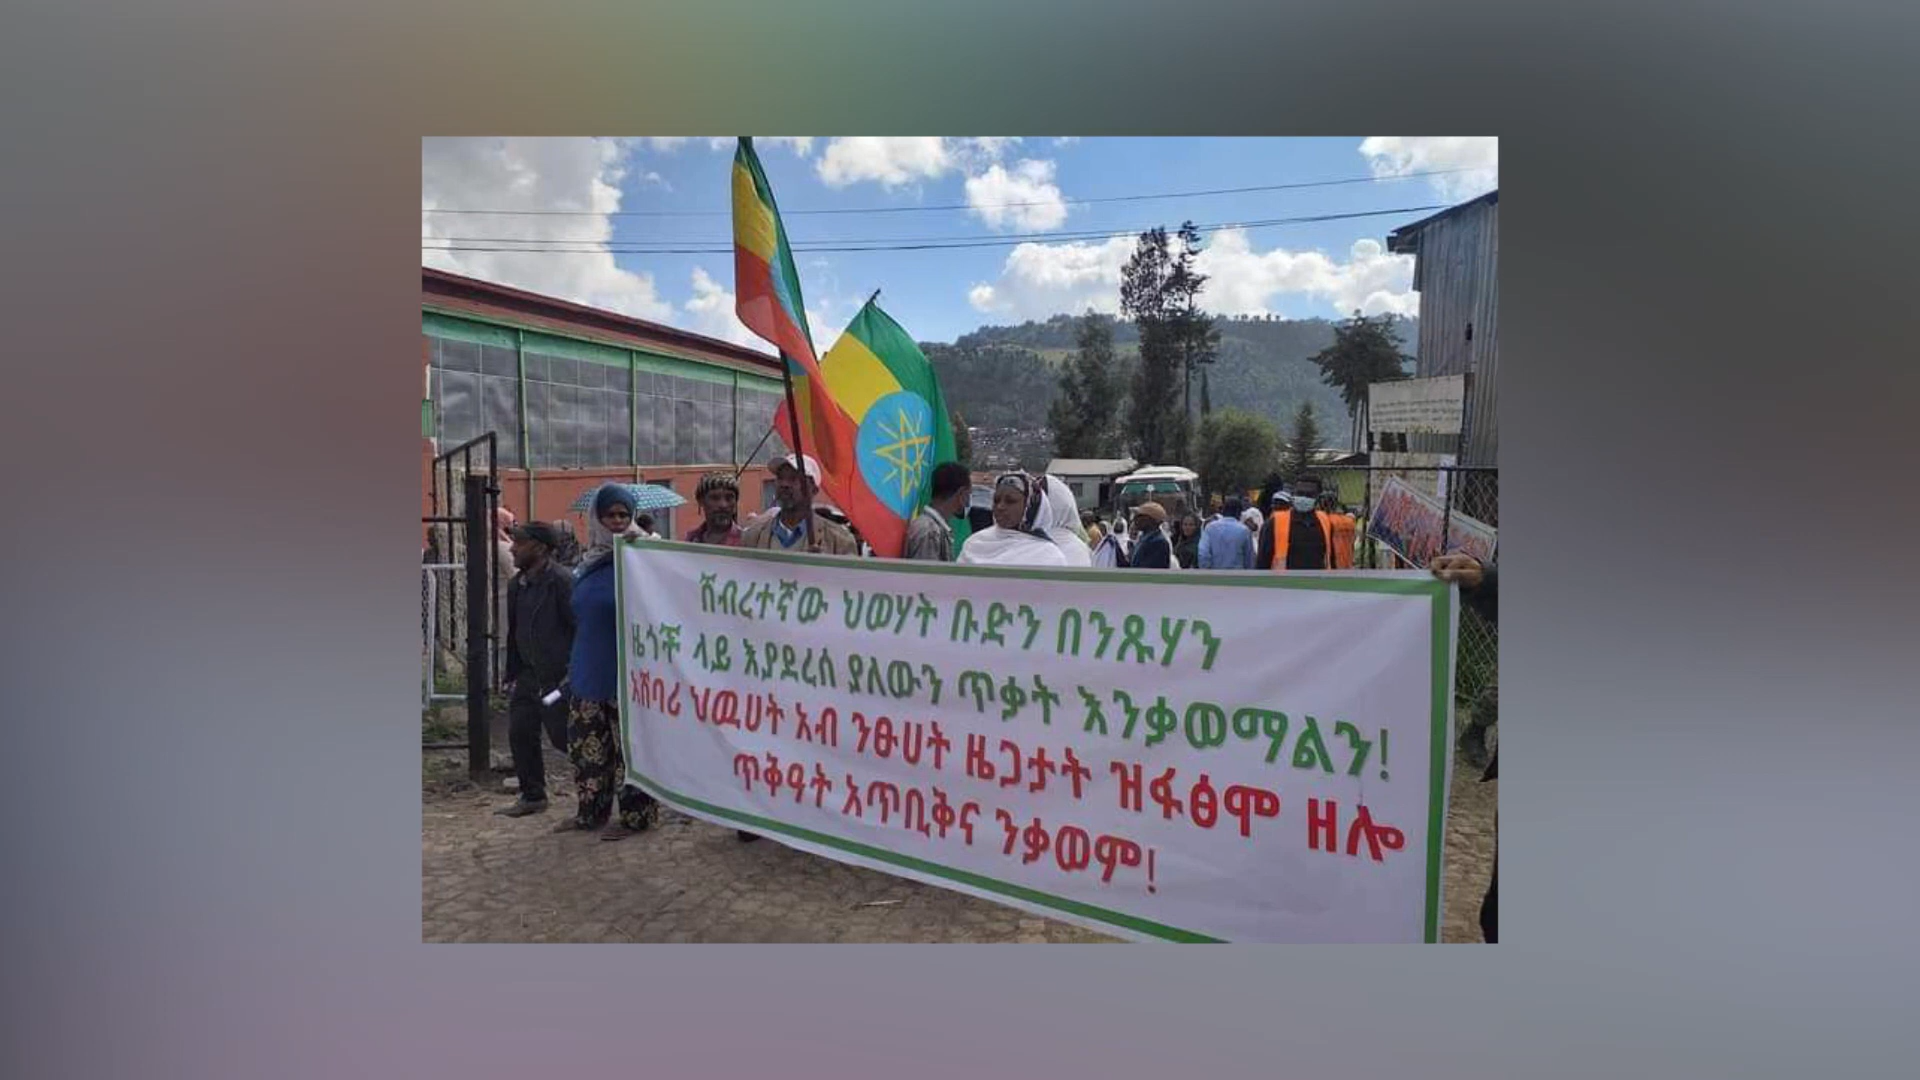 ሽብረተኛው ህወሃት ቡድን በንጹሃን
ዜጎች ላይ እያደረሰ ያለውን ጥቃት እንቃወማልን!
አሸባሪ ህዉሀት አብ ንፁሀት ዜጋታት ዝፋፅሞ ዘሎ
ጥቅዓት አጥቢቅና ንቃወም!